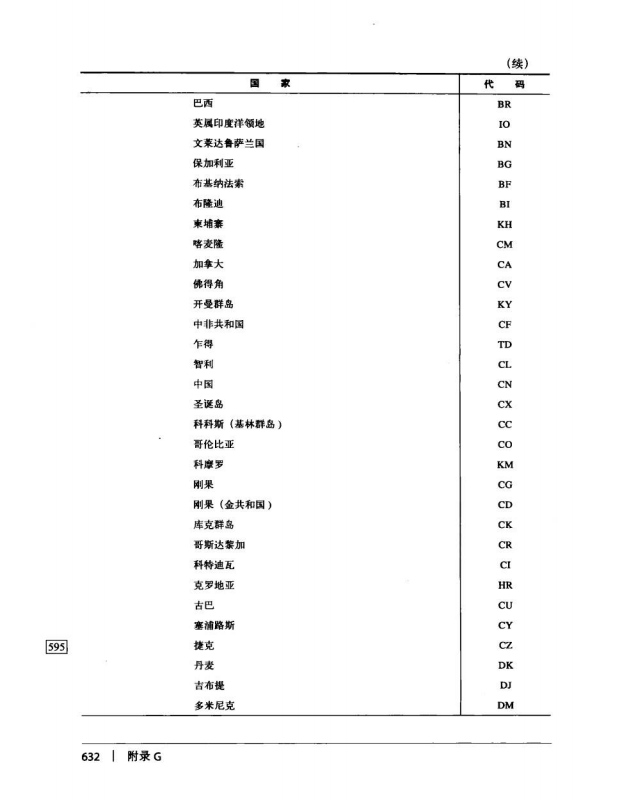 (续)
国 家 代 码
巴西 BR
英属印度洋领地 IO
文莱达鲁萨兰国 BN
保加利亚 BG
布基纳法索 BF
布隆迪 BI
柬埔寨 KH
喀麦隆 CM
加拿大 CA
佛得角 CV
开曼群岛 KY
中非共和国 CF
乍得 TD
智利 CL
中国 CN
圣诞岛 CX
科科斯（基林群岛） CC
哥伦比亚 CO
科摩罗 KM
刚果 CG
刚果（金共和国） CD
库克群岛 CK
哥斯达黎加 CR
科特迪瓦 CI
克罗地亚 HR
古巴 CU
塞浦路斯 CY
595 捷克 CZ
丹麦 DK
吉布提 DJ
多米尼克 DM
632 | 附录 G